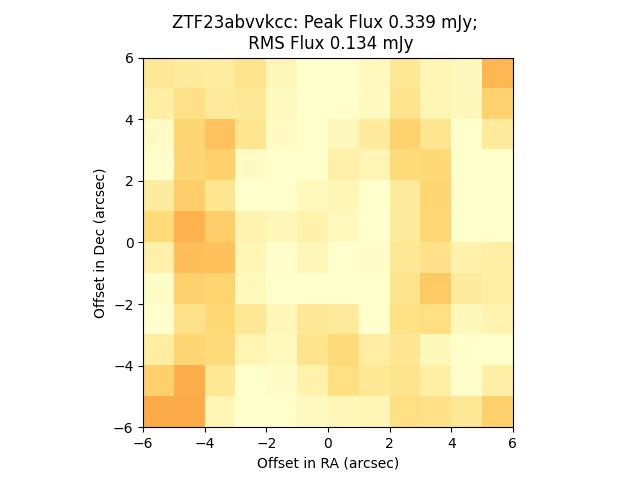 ZTF23abvvkcc: Peak Flux 0.339 mJy;
RMS Flux 0.134 mJy
6
4
2
0
−2
−4
−6
Offset in Dec (arcsec)
−6 −4 −2 0 2 4 6
Offset in RA (arcsec)